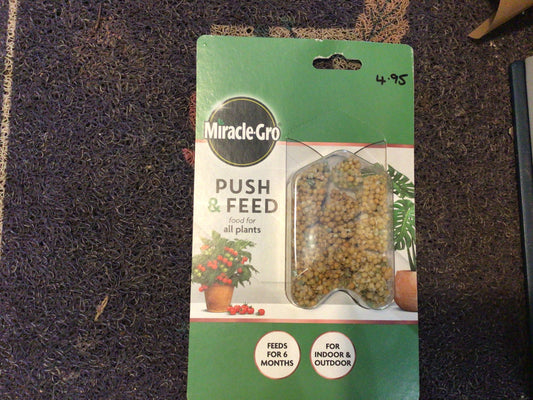 4.95
Miracle-Gro
PUSH
& FEED
food for
all plants
FEEDS
FOR 6
MONTHS
FOR
INDOOR &
OUTDOOR